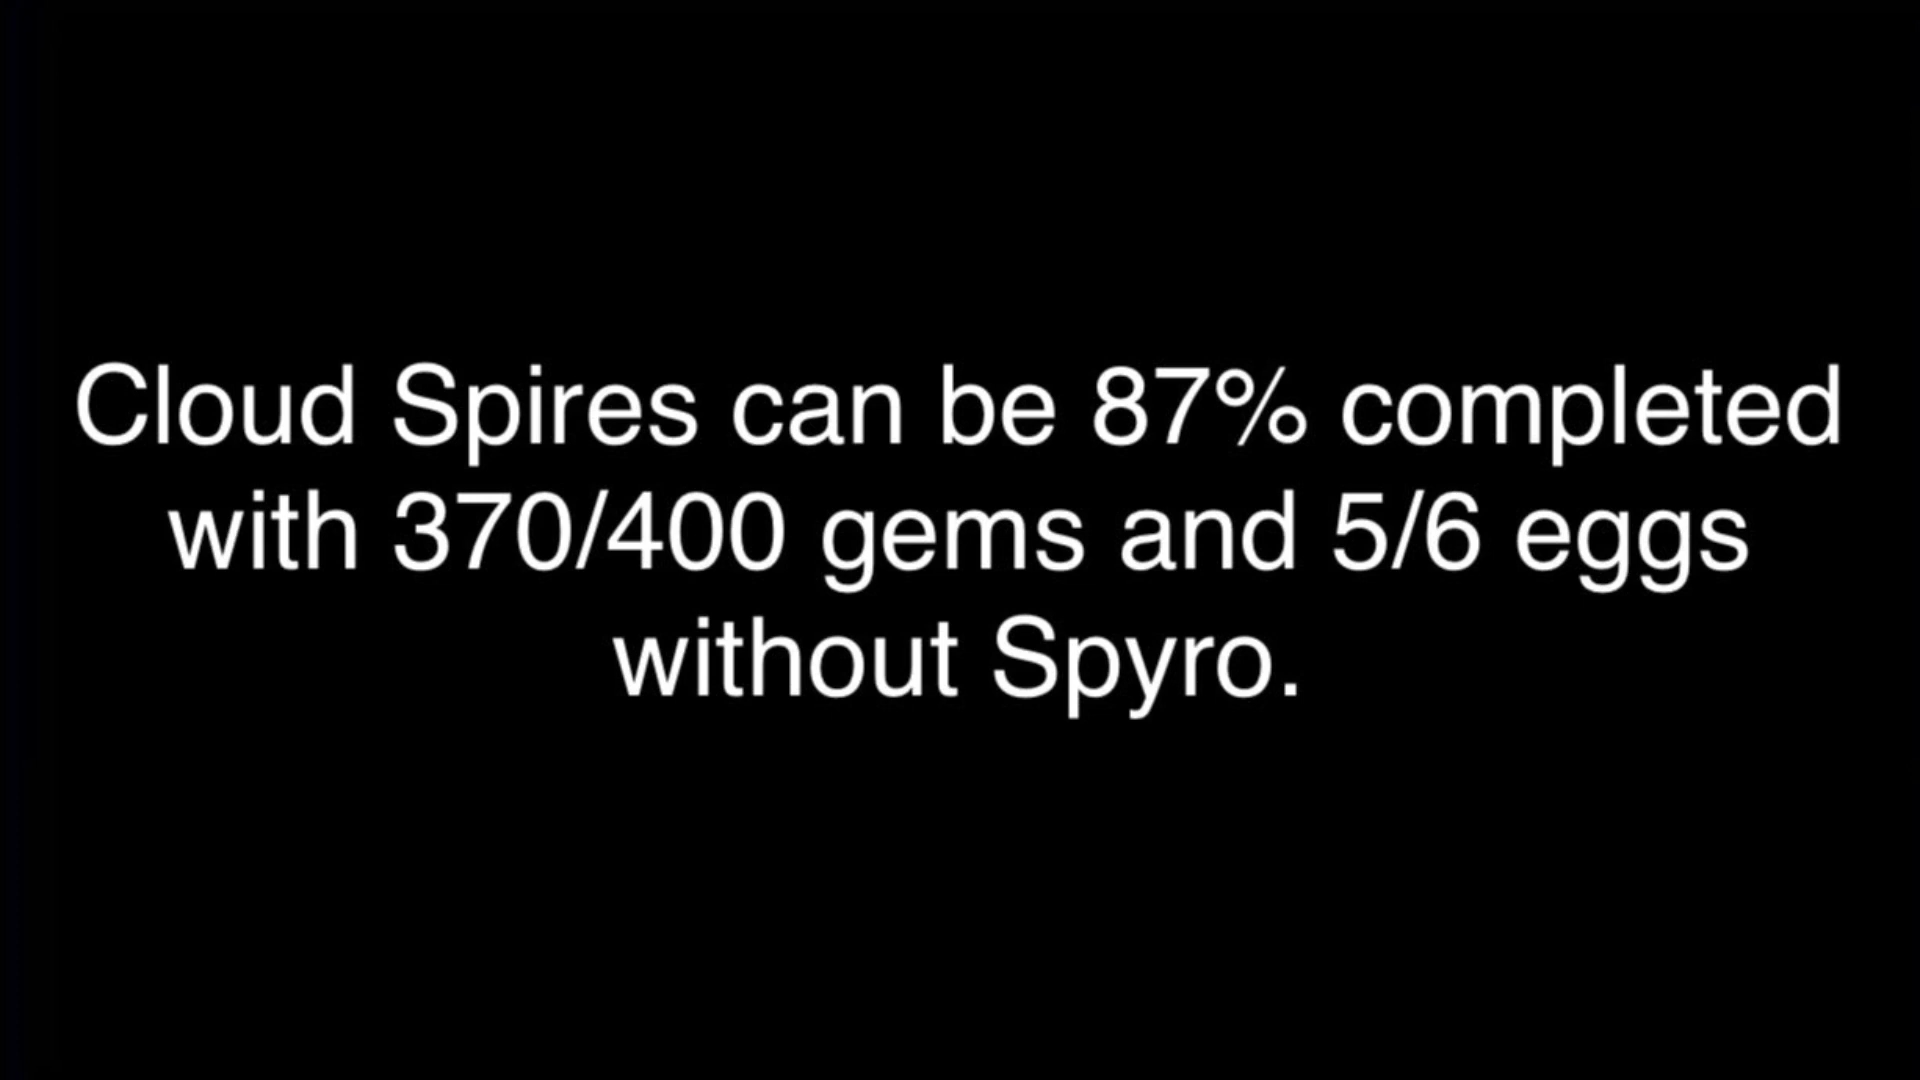 Cloud Spires can be 87% completed
with 370/400 gems and 5/6 eggs
without Spyro.